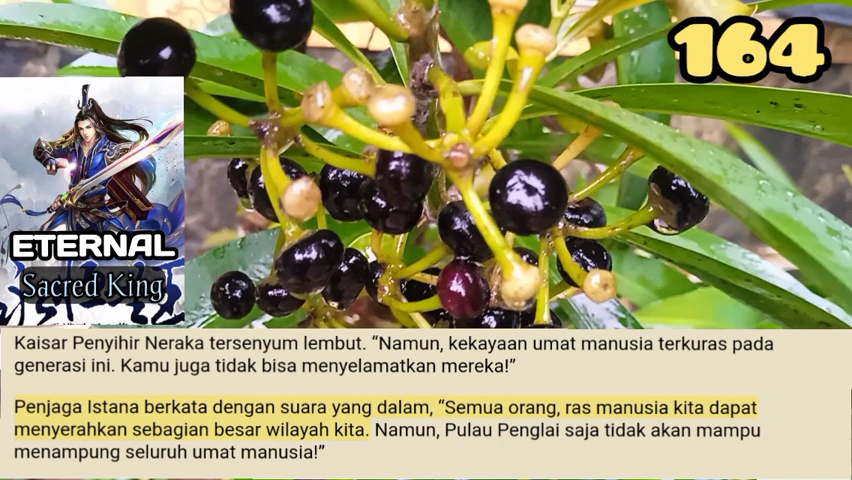 164
ETERNAL
Sacred King
Kaisar Penyihir Neraka tersenyum lembut. “Namun, kekayaan umat manusia terkuras pada
generasi ini. Kamu juga tidak bisa menyelamatkan mereka!”
Penjaga Istana berkata dengan suara yang dalam, “Semua orang, ras manusia kita dapat
menyerahkan sebagian besar wilayah kita. Namun, Pulau Penglai saja tidak akan mampu
menampung seluruh umat manusia!”